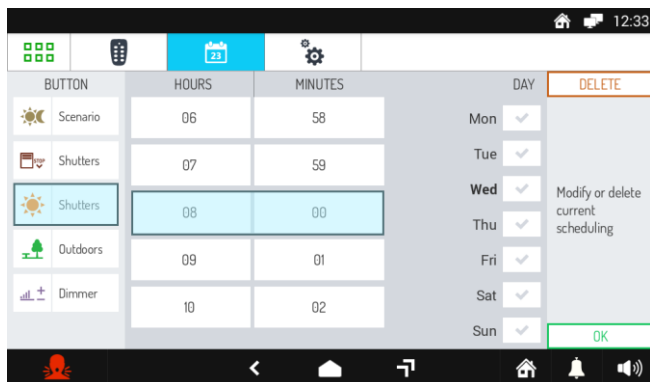 12:33
23
BUTTON
HOURS
MINUTES
DAY
DELETE
Scenario
STOP
Shutters
Shutters
Outdoors
Dimmer
06
58
07
59
08
00
09
01
10
02
Mon
Tue
Wed
Thu
Fri
Sat
Sun
Modify or delete
current
scheduling
OK